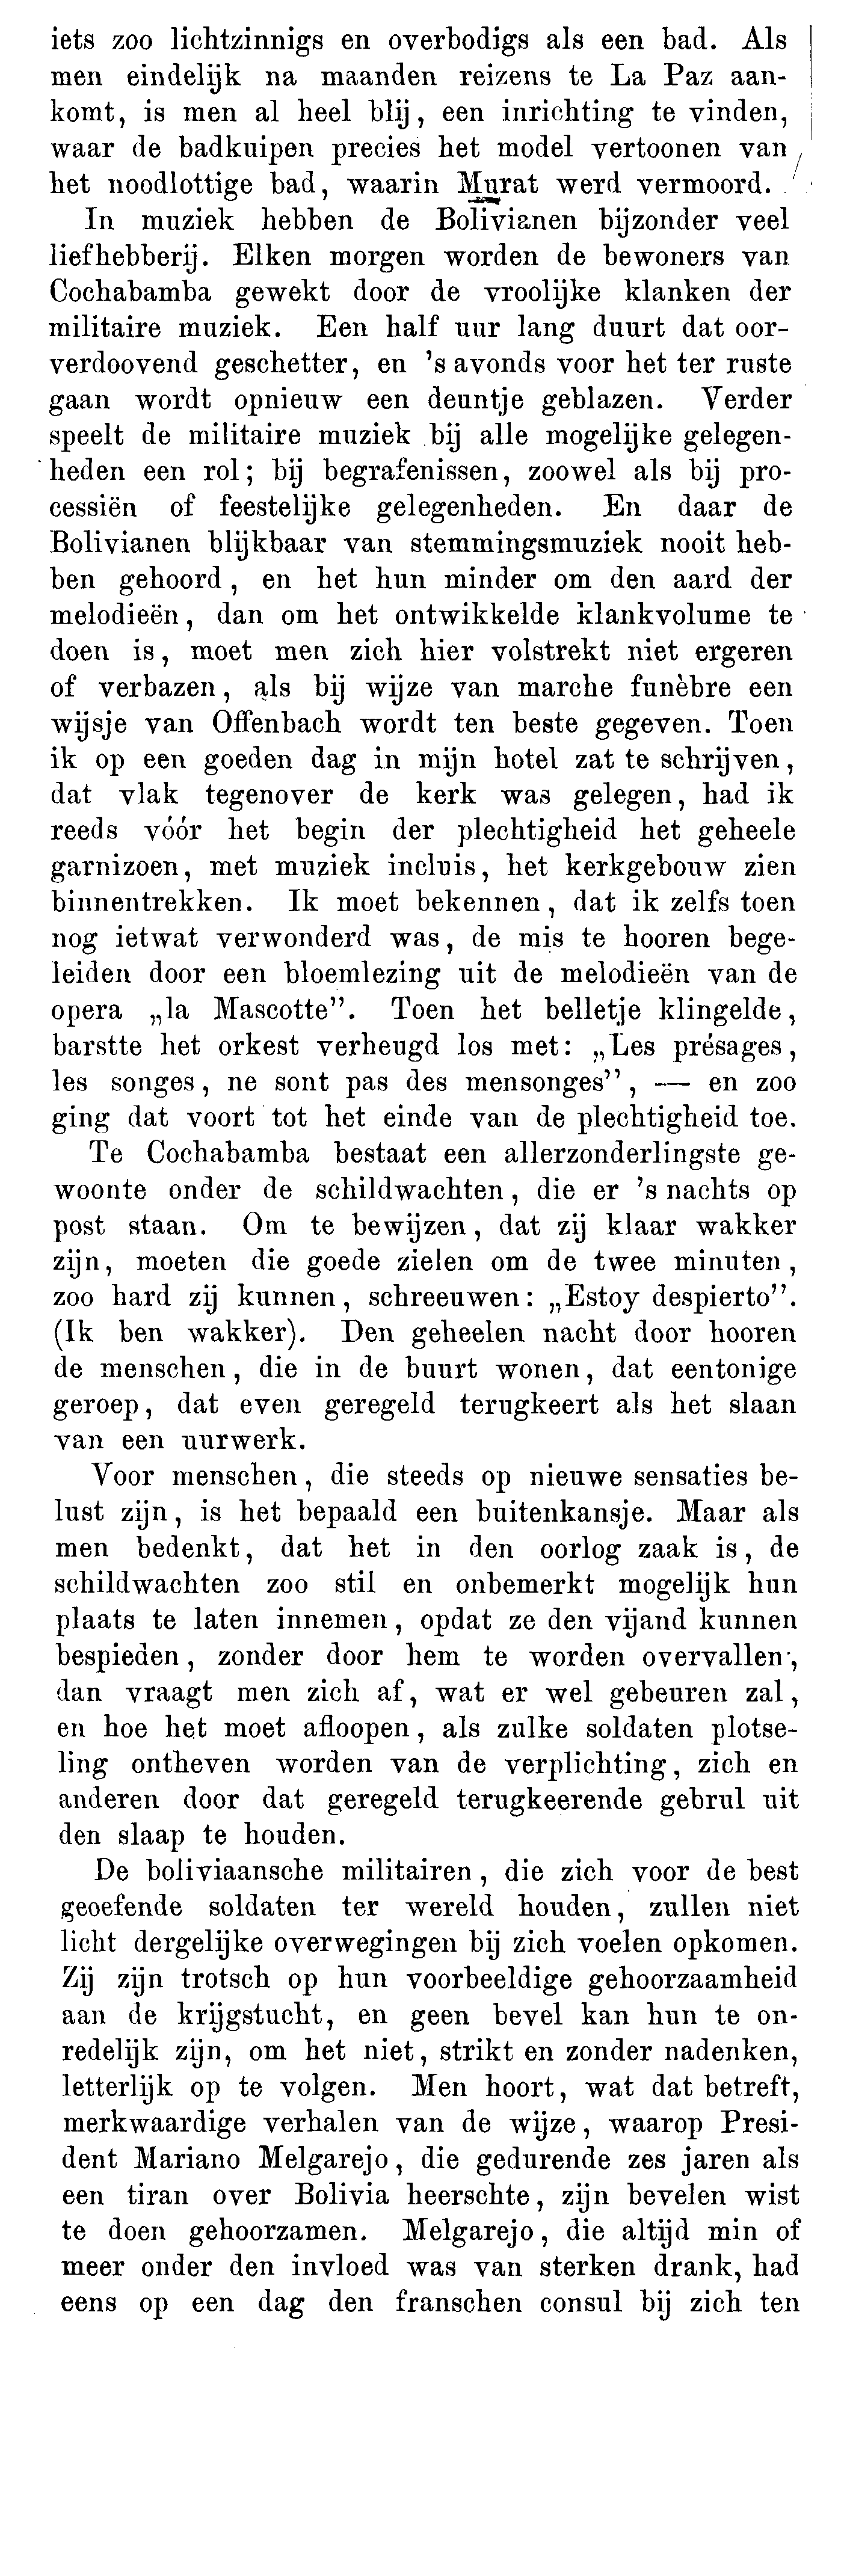 iets zoo lichtzinnigs en overbodigs als een bad. Als
men eindelijk na maanden reizens te La Paz aan-
komt, is men al heel blij, een inrichting te vinden,
waar de badkuipen precies het model vertoonen van
het noodlottige bad, waarin Murat werd vermoord.
In muziek hebben de Bolivianen bijzonder veel
liefhebberij. Elken morgen worden de bewoners van
Cochabamba gewekt door de vroolijke klanken der
militaire muziek. Een half uur lang duurt dat oor-
verdoovend geschetter, en 's avonds voor het ter ruste
gaan wordt opnieuw een deuntje geblazen. Verder
speelt de militaire muziek bij alle mogelijke gelegen-
heden een rol; bij begrafenissen, zoowel als bij pro-
cessiën of feestelijke gelegenheden. En daar de
Bolivianen blijkbaar van stemmingsmuziek nooit heb-
ben gehoord, en het hun minder om den aard der
melodieën, dan om het ontwikkelde klankvolume te
doen is, moet men zich hier volstrekt niet ergeren
of verbazen, als bij wijze van marche funèbre een
wijsje van Offenbach wordt ten beste gegeven. Toen
ik op een goeden dag in mijn hotel zat te schrijven,
dat vlak tegenover de kerk was gelegen, had ik
reeds vóór het begin der plechtigheid het geheele
garnizoen, met muziek incluis, het kerkgebouw zien
binnentrekken. Ik moet bekennen, dat ik zelfs toen
nog ietwat verwonderd was, de mis te hooren bege-
leiden door een bloemlezing uit de melodieën van de
opera „la Mascotte”. Toen het belletje klingelde,
barstte het orkest verheugd los met: „Les présages,
les songes, ne sont pas des mensonges”, — en zoo
ging dat voort tot het einde van de plechtigheid toe.
Te Cochabamba bestaat een allerzonderlingste ge-
woonte onder de schildwachten, die er 's nachts op
post staan. Om te bewijzen, dat zij klaar wakker
zijn, moeten die goede zielen om de twee minuten,
zoo hard zij kunnen, schreeuwen: „Estoy despierto”.
(Ik ben wakker). Den geheelen nacht door hooren
de menschen, die in de buurt wonen, dat eentonige
geroep, dat even geregeld terugkeert als het slaan
van een uurwerk.
Voor menschen, die steeds op nieuwe sensaties be-
lust zijn, is het bepaald een buitenkansje. Maar als
men bedenkt, dat het in den oorlog zaak is, de
schildwachten zoo stil en onbemerkt mogelijk hun
plaats te laten innemen, opdat ze den vijand kunnen
bespieden, zonder door hem te worden overvallen,
dan vraagt men zich af, wat er wel gebeuren zal,
en hoe het moet afloopen, als zulke soldaten plotse-
ling ontheven worden van de verplichting, zich en
anderen door dat geregeld terugkeerende gebrul uit
den slaap te houden.
De boliviaansche militairen, die zich voor de best
geoefende soldaten ter wereld houden, zullen niet
licht dergelijke overwegingen bij zich voelen opkomen.
Zij zijn trotsch op hun voorbeeldige gehoorzaamheid
aan de krijgstucht, en geen bevel kan hun te on-
redelijk zijn, om het niet, strikt en zonder nadenken,
letterlijk op te volgen. Men hoort, wat dat betreft,
merkwaardige verhalen van de wijze, waarop Presi-
dent Mariano Melgarejo, die gedurende zes jaren als
een tiran over Bolivia heerschte, zijn bevelen wist
te doen gehoorzamen. Melgarejo, die altijd min of
meer onder den invloed was van sterken drank, had
eens op een dag den franschen consul bij zich ten